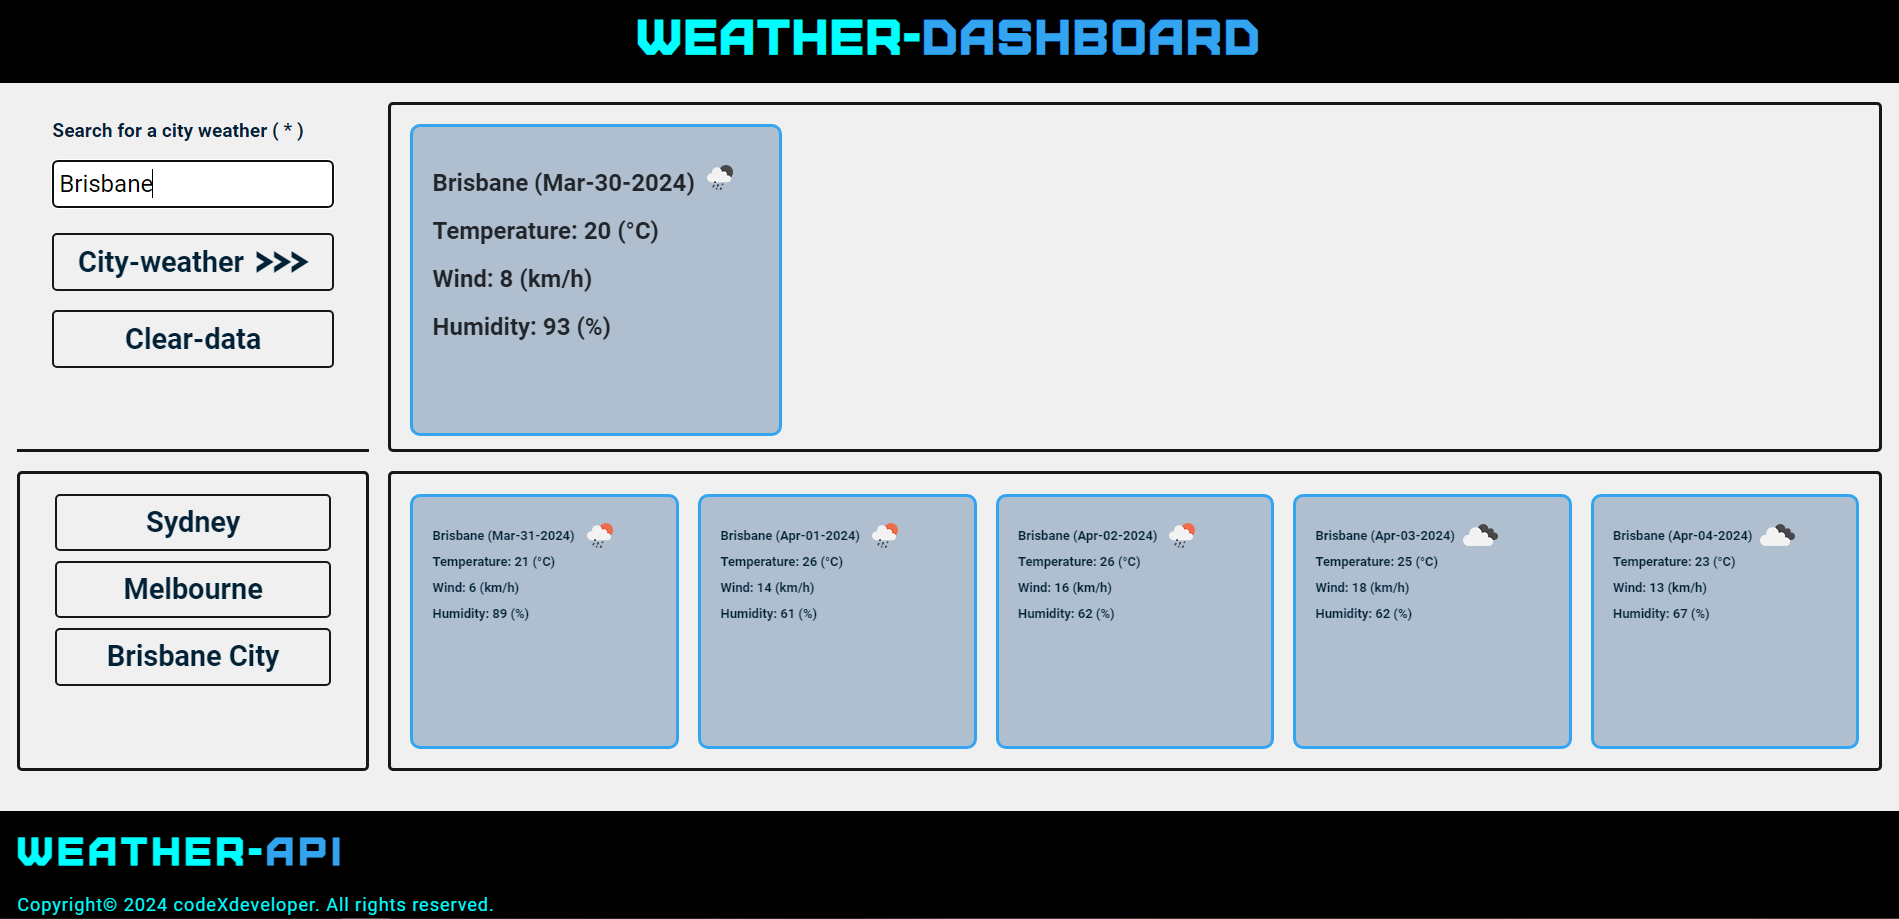 WEATHER-DASHBOARD
Search for a city weather ( * )
Brisbane
City-weather >>>
Clear-data
Brisbane (Mar-30-2024)
Temperature: 20 (°C)
Wind: 8 (km/h)
Humidity: 93 (%)
Sydney
Melbourne
Brisbane City
Brisbane (Mar-31-2024)
Temperature: 21 (°C)
Wind: 6 (km/h)
Humidity: 89 (%)
Brisbane (Apr-01-2024)
Temperature: 26 (°C)
Wind: 14 (km/h)
Humidity: 61 (%)
Brisbane (Apr-02-2024)
Temperature: 26 (°C)
Wind: 16 (km/h)
Humidity: 62 (%)
Brisbane (Apr-03-2024)
Temperature: 25 (°C)
Wind: 18 (km/h)
Humidity: 62 (%)
Brisbane (Apr-04-2024)
Temperature: 23 (°C)
Wind: 13 (km/h)
Humidity: 67 (%)
WEATHER-API
Copyright© 2024 codeXdeveloper. All rights reserved.